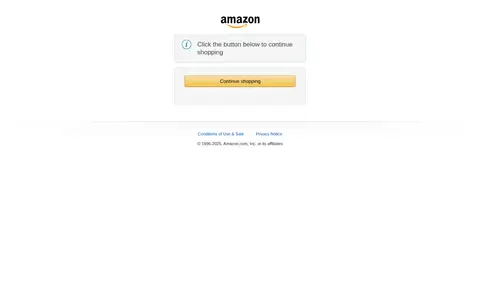 amazon
Click the button below to continue
shopping
Continue shopping
Conditions of Use & Sale Privacy Notice
© 1996-2025, Amazon.com, Inc. or its affiliates